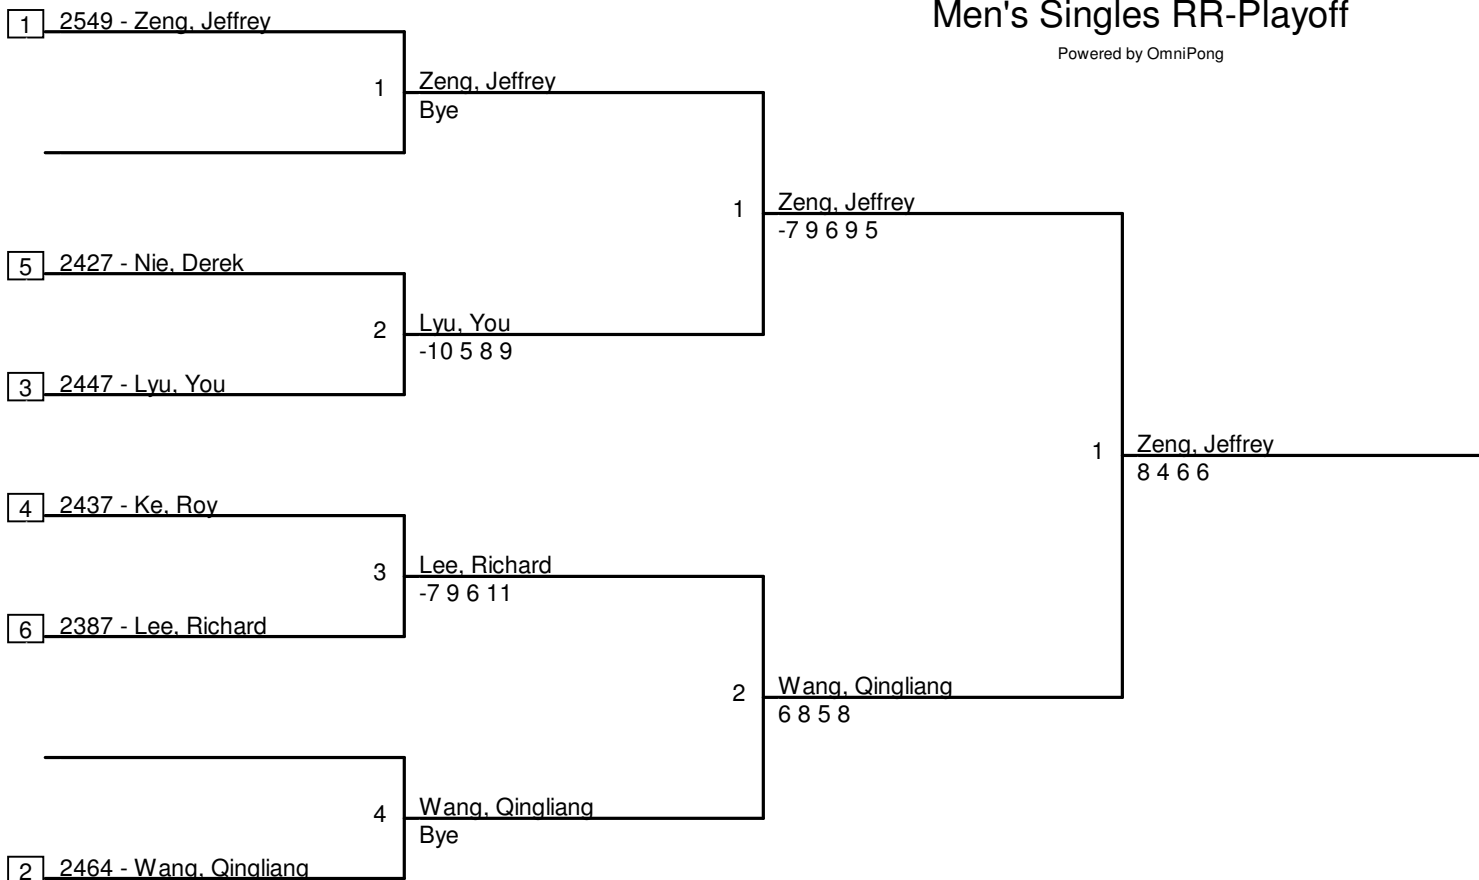 Men's Singles RR-Playoff
Powered by OmniPong
1 2549 - Zeng, Jeffrey
1 Zeng, Jeffrey
Bye
1 Zeng, Jeffrey
-7 9 6 9 5
5 2427 - Nie, Derek
2 Lyu, You
-10 5 8 9
3 2447 - Lyu, You
1 Zeng, Jeffrey
8 4 6 6
4 2437 - Ke, Roy
3 Lee, Richard
-7 9 6 11
6 2387 - Lee, Richard
2 Wang, Qingliang
6 8 5 8
4 Wang, Qingliang
Bye
2 2464 - Wang, Qingliang